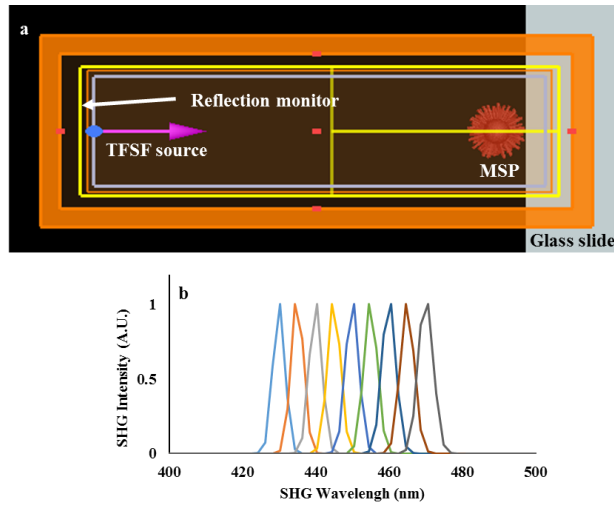 a
Reflection monitor
TFSF source
MSP
Glass slide
b
1
0.5
0
SHG Intensity (A.U.)
400 420 440 460 480 500
SHG Wavelengh (nm)